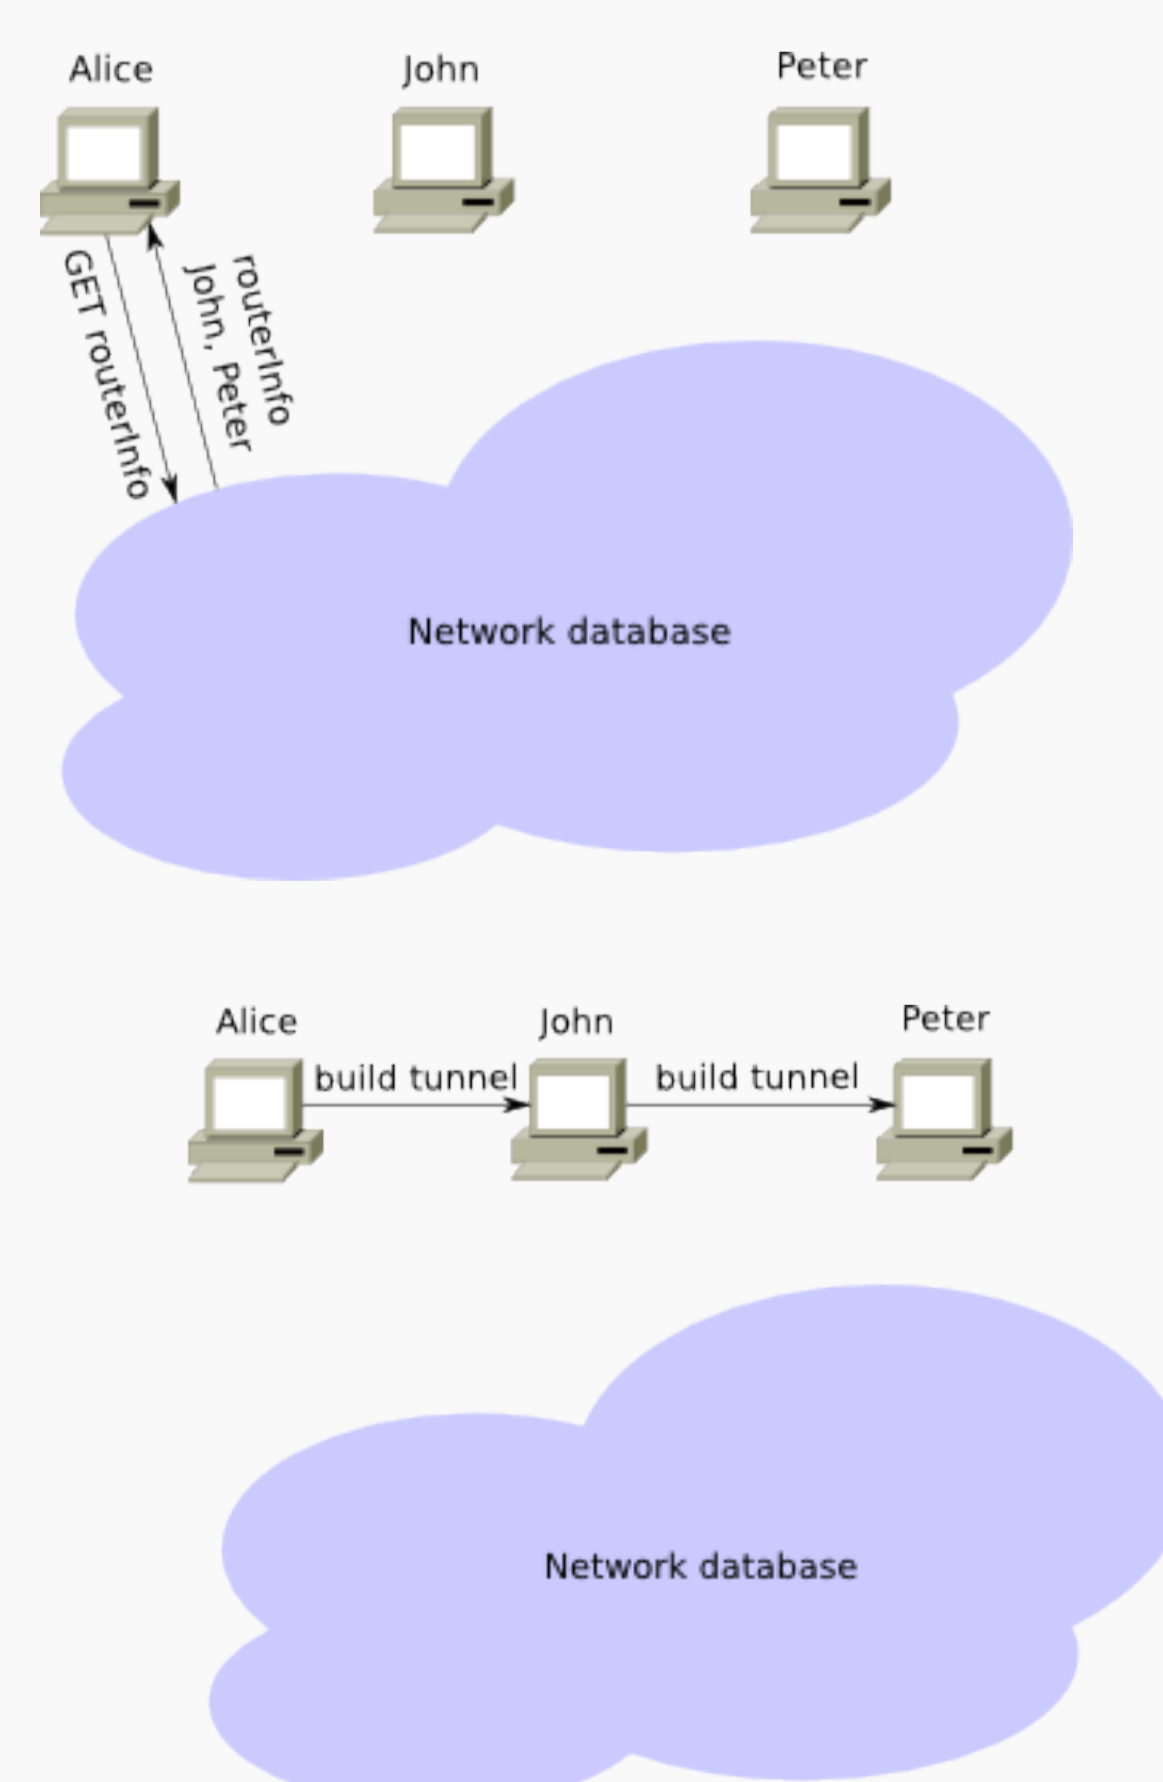 Alice
John
Peter
GET routerInfo
routerInfo
John, Peter
Network database
Alice
John
Peter
build tunnel
build tunnel
Network database